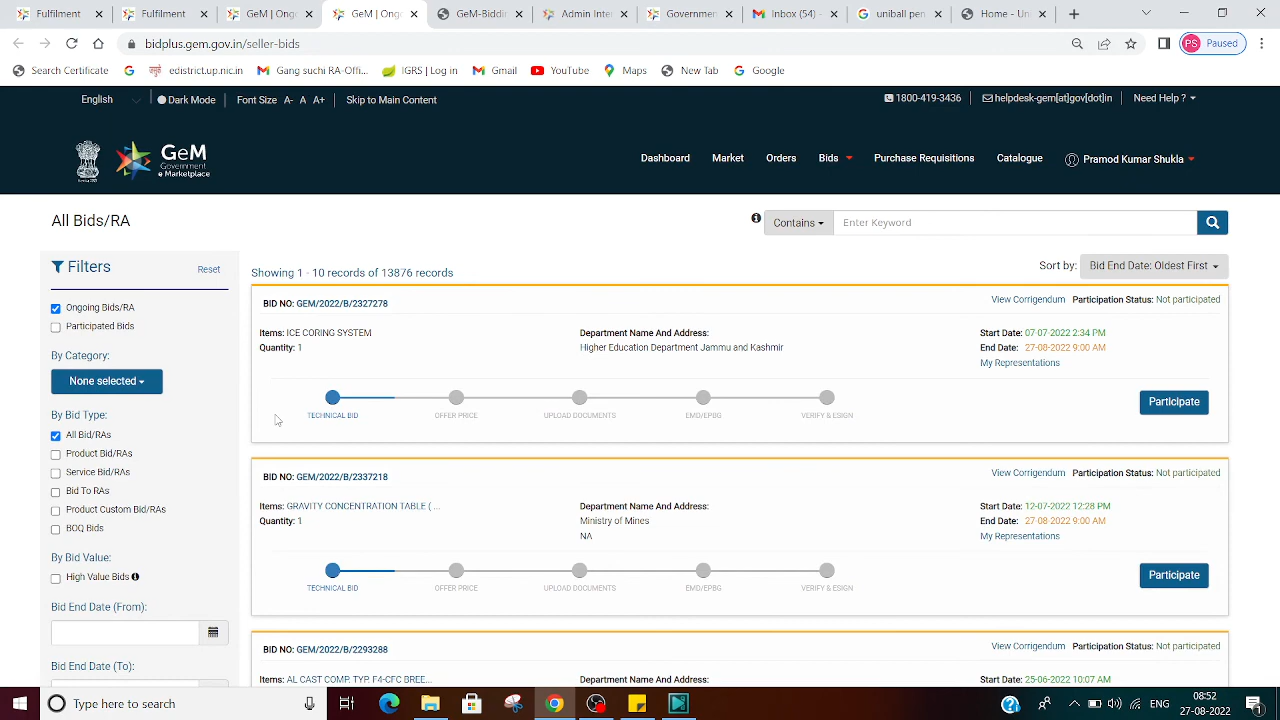 Fulfilment
Fulfilment
GeM | Ongo
GeM | Ongo
GeM-Biddin
Admin Inter
Governmen
Inbox (54) -
uniball pen
Home - Uni
bidplus.gem.gov.in/seller-bids
PS Paused
Search Certificate
edistrict.up.nic.in
Gang such RA-Offi...
IGRS | Log in
Gmail
YouTube
Maps
New Tab
Google
English
Dark Mode
Font Size A- A A+
Skip to Main Content
1800-419-3436
helpdesk-gem[at]gov[dot]in
Need Help ?
GeM
Government
e Marketplace
Dashboard
Market
Orders
Bids
Purchase Requisitions
Catalogue
Pramod Kumar Shukla
All Bids/RA
Contains
Enter Keyword
Filters
Reset
Showing 1 - 10 records of 13876 records
Sort by:
Bid End Date: Oldest First
Ongoing Bids/RA
Participated Bids
By Category:
None selected
By Bid Type:
All Bid/RAs
Product Bid/RAs
Service Bid/RAs
Bid To RAs
Product Custom Bid/RAs
BOQ Bids
By Bid Value:
High Value Bids
Bid End Date (From):
Bid End Date (To):
BID NO: GEM/2022/B/2327278
View Corrigendum Participation Status: Not participated
Items: ICE CORING SYSTEM
Quantity: 1
Department Name And Address:
Higher Education Department Jammu and Kashmir
Start Date: 07-07-2022 2:34 PM
End Date: 27-08-2022 9:00 AM
My Representations
TECHNICAL BID
OFFER PRICE
UPLOAD DOCUMENTS
EMD/EPBG
VERIFY & ESIGN
Participate
BID NO: GEM/2022/B/2337218
View Corrigendum Participation Status: Not participated
Items: GRAVITY CONCENTRATION TABLE ( ...
Quantity: 1
Department Name And Address:
Ministry of Mines
NA
Start Date: 12-07-2022 12:28 PM
End Date: 27-08-2022 9:00 AM
My Representations
TECHNICAL BID
OFFER PRICE
UPLOAD DOCUMENTS
EMD/EPBG
VERIFY & ESIGN
Participate
BID NO: GEM/2022/B/2293288
View Corrigendum Participation Status: Not participated
Items: AL CAST COMP. TYP. F4-CFC BREE...
Department Name And Address:
Start Date: 25-06-2022 10:07 AM
Type here to search
08:52
27-08-2022